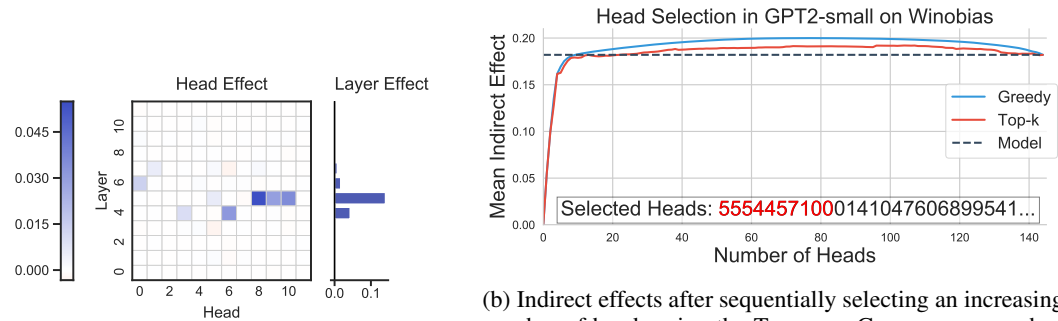 Head Effect
Layer Effect
0.045
0.030
0.015
0.000
Layer
10
8
6
4
2
0
0 2 4 6 8 10
Head
0.0 0.1
Head Selection in GPT2-small on Winobias
Mean Indirect Effect
0.20
0.15
0.10
0.05
0.00
Greedy
Top-k
Model
Selected Heads: 5554457100014104760689954 1...
0 20 40 60 80 100 120 140
Number of Heads
(b) Indirect effects after sequentially selecting an increasing